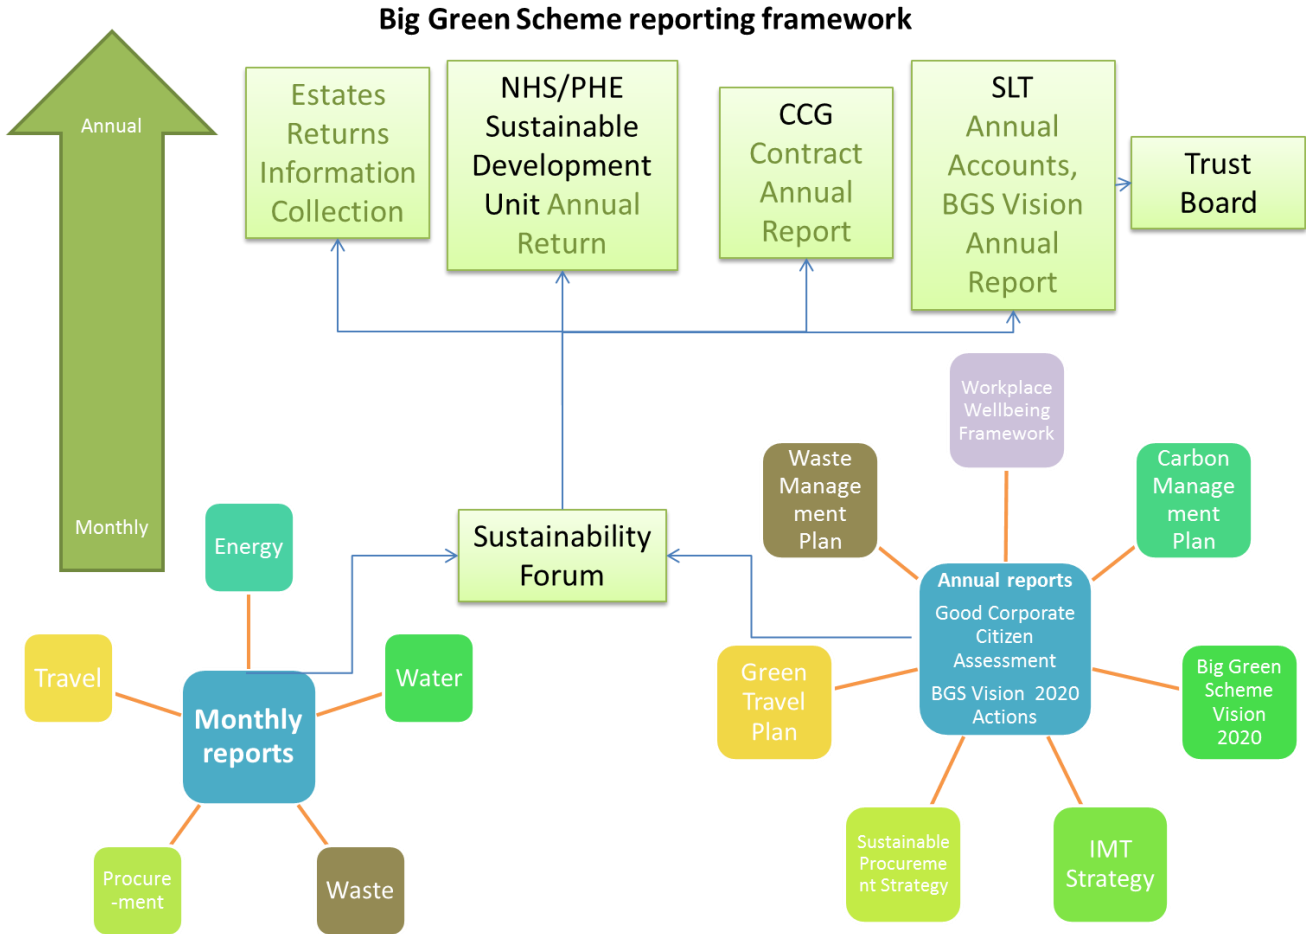 Big Green Scheme reporting framework
Annual
Monthly
Estates
Returns
Information
Collection
NHS/PHE
Sustainable
Development
Unit Annual
Return
CCG
Contract
Annual
Report
SLT
Annual
Accounts,
BGS Vision
Annual
Report
Trust
Board
Sustainability
Forum
Energy
Travel
Water
Monthly
reports
Procure
-ment
Waste
Workplace
Wellbeing
Framework
Waste
Manage
ment
Plan
Carbon
Manage
ment
Plan
Annual reports
Good Corporate
Citizen
Assessment
BGS Vision 2020
Actions
Green
Travel
Plan
Big Green
Scheme
Vision
2020
Sustainable
Procureme
nt Strategy
IMT
Strategy